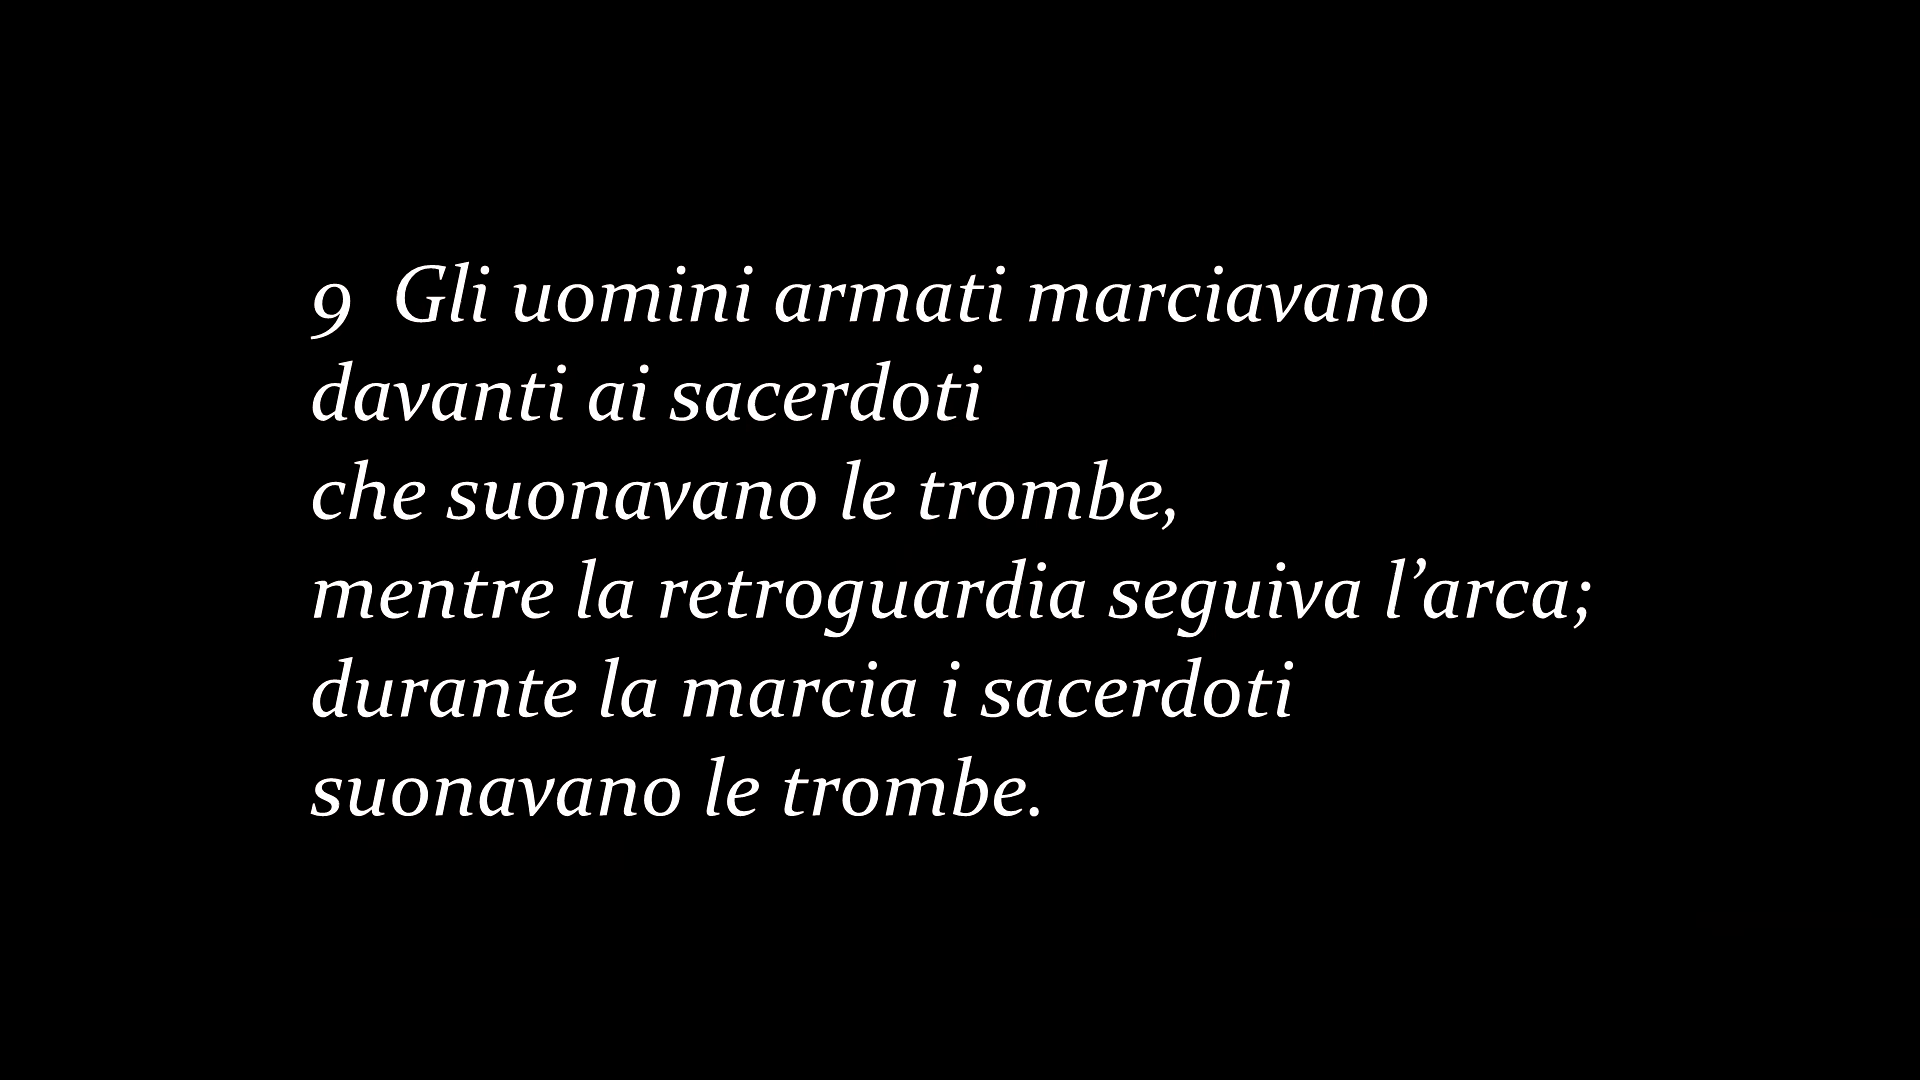 9  Gli uomini armati marciavano
davanti ai sacerdoti
che suonavano le trombe,
mentre la retroguardia seguiva l’arca;
durante la marcia i sacerdoti
suonavano le trombe.